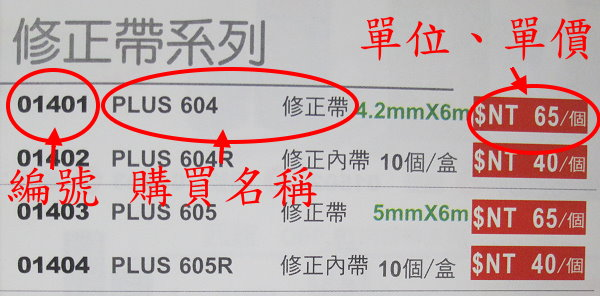 修正帶系列 單位、單價
01401 PLUS 604 修正帶 4.2mmX6m $NT 65/個
01402 PLUS 604R 修正內帶 10個/盒 $NT 40/個
編號 購買名稱
01403 PLUS 605 修正帶 5mmX6m $NT 65/個
01404 PLUS 605R 修正內帶 10個/盒 $NT 40/個